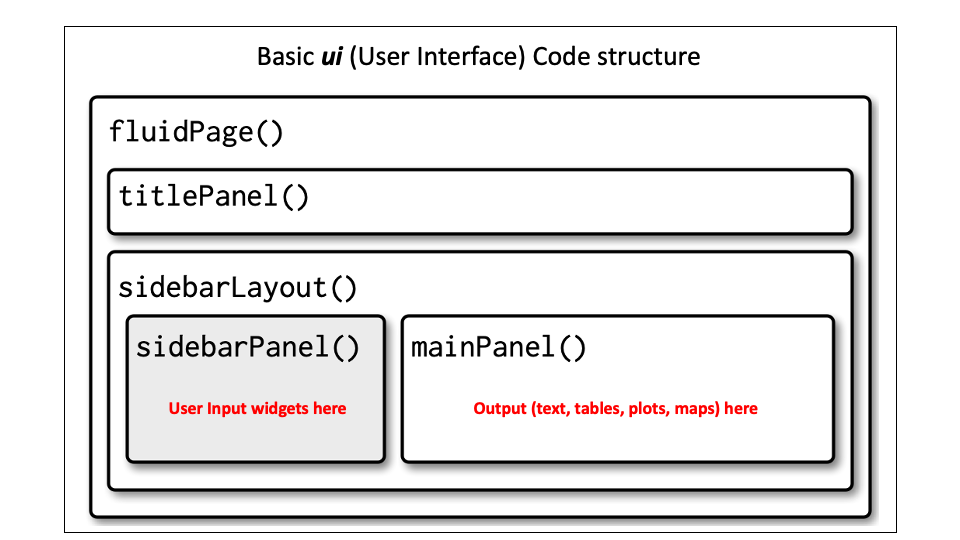 Basic ui (User Interface) Code structure
fluidPage()
titlePanel()
sidebarLayout()
sidebarPanel()
mainPanel()
User Input widgets here
Output (text, tables, plots, maps) here